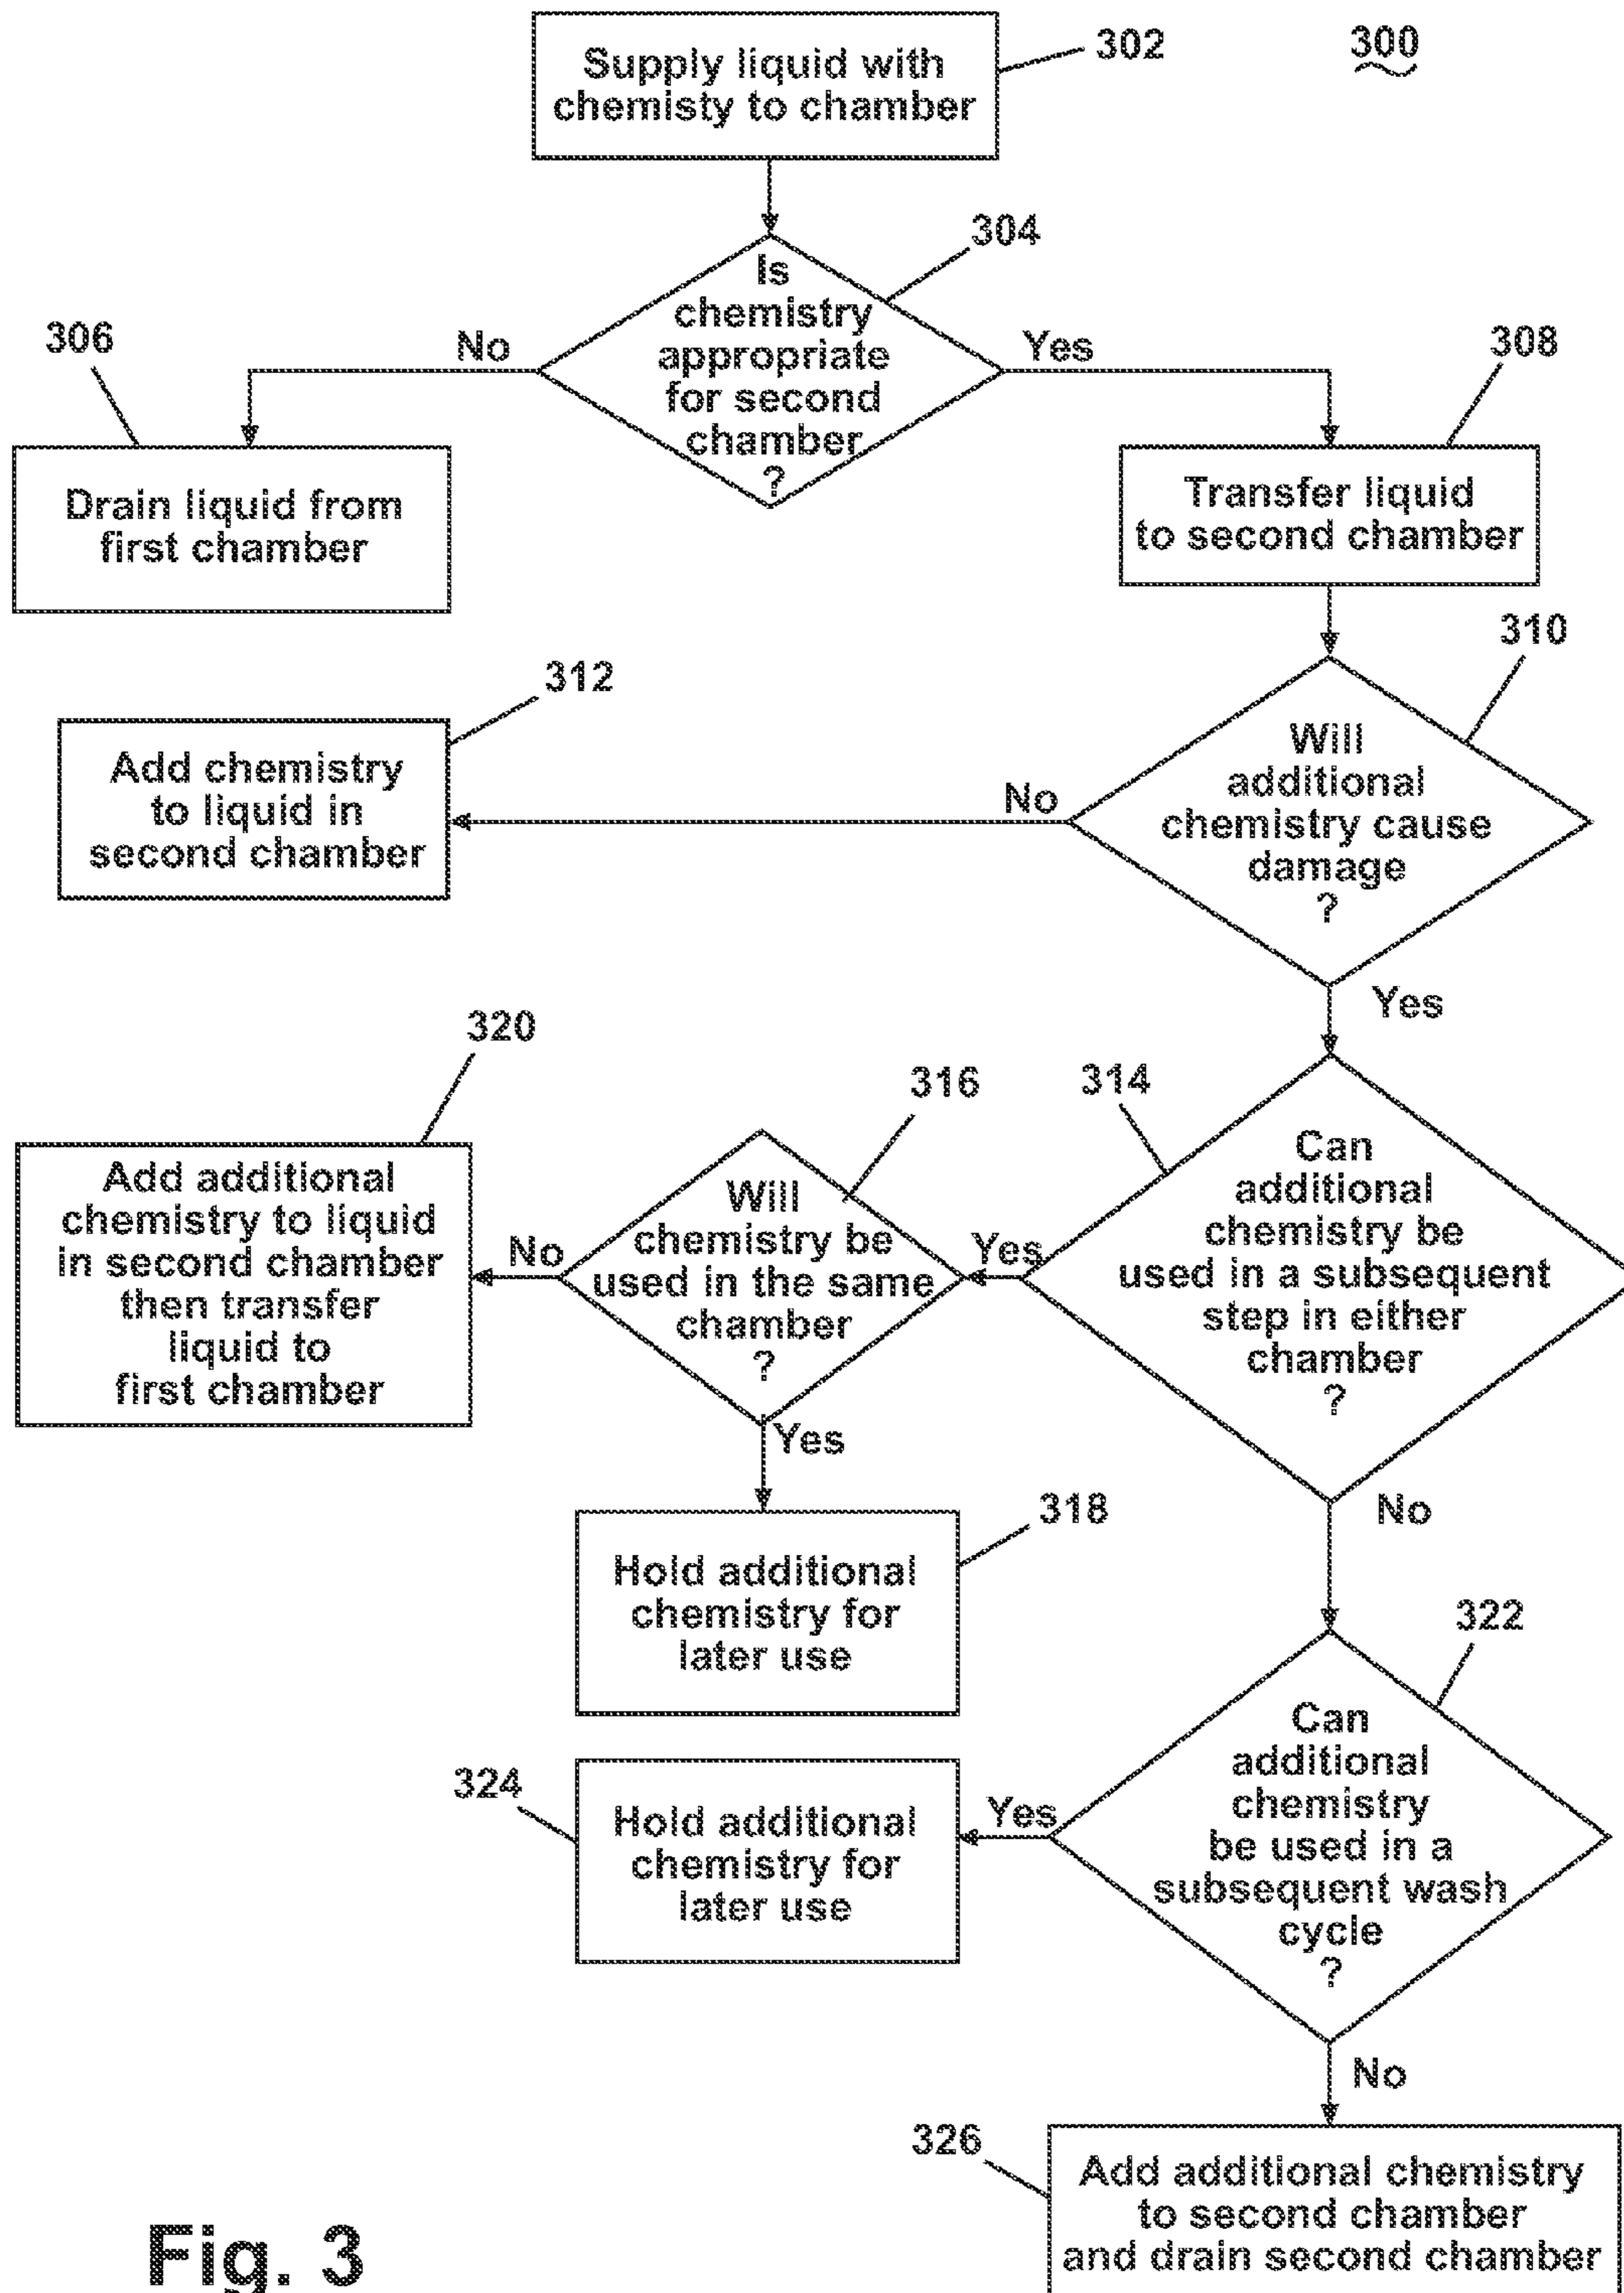 300
302
Supply liquid with
chemisty to chamber
304
Is
chemistry
appropriate
for second
chamber
?
No
Yes
306
Drain liquid from
first chamber
308
Transfer liquid
to second chamber
310
Will
additional
chemistry cause
damage
?
No
312
Add chemistry
to liquid in
second chamber
Yes
314
Can
additional
chemistry be
used in a subsequent
step in either
chamber
?
Yes
316
Will
chemistry be
used in the same
chamber
?
No
320
Add additional
chemistry to liquid
in second chamber
then transfer
liquid to
first chamber
Yes
318
Hold additional
chemistry for
later use
No
322
Can
additional
chemistry
be used in a
subsequent wash
cycle
?
Yes
324
Hold additional
chemistry for
later use
No
326
Add additional chemistry
to second chamber
and drain second chamber
Fig. 3